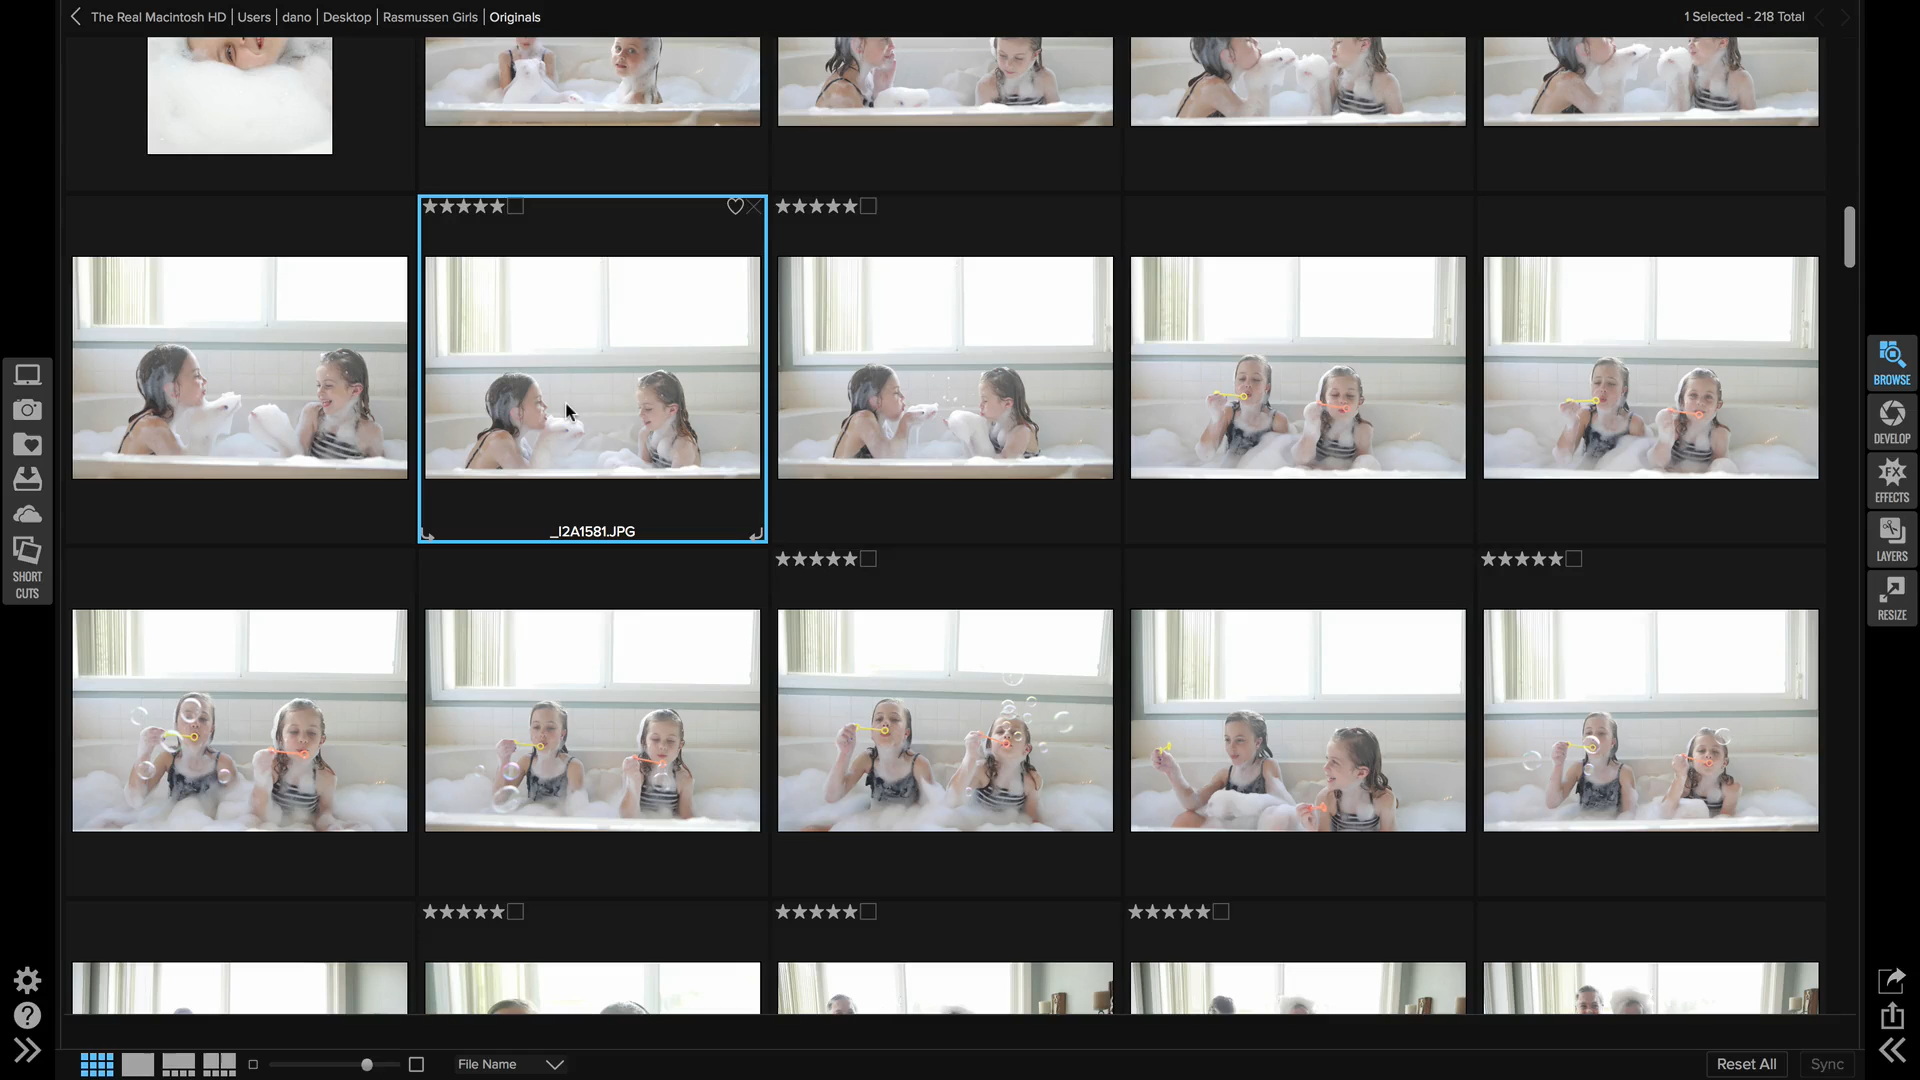 The Real Macintosh HD | Users | dano | Desktop | Rasmussen Girls | Originals
1 Selected - 218 Total
_I2A1581.JPG
SHORT
CUTS
BROWSE
DEVELOP
FX
EFFECTS
LAYERS
RESIZE
?
File Name
Reset All
Sync